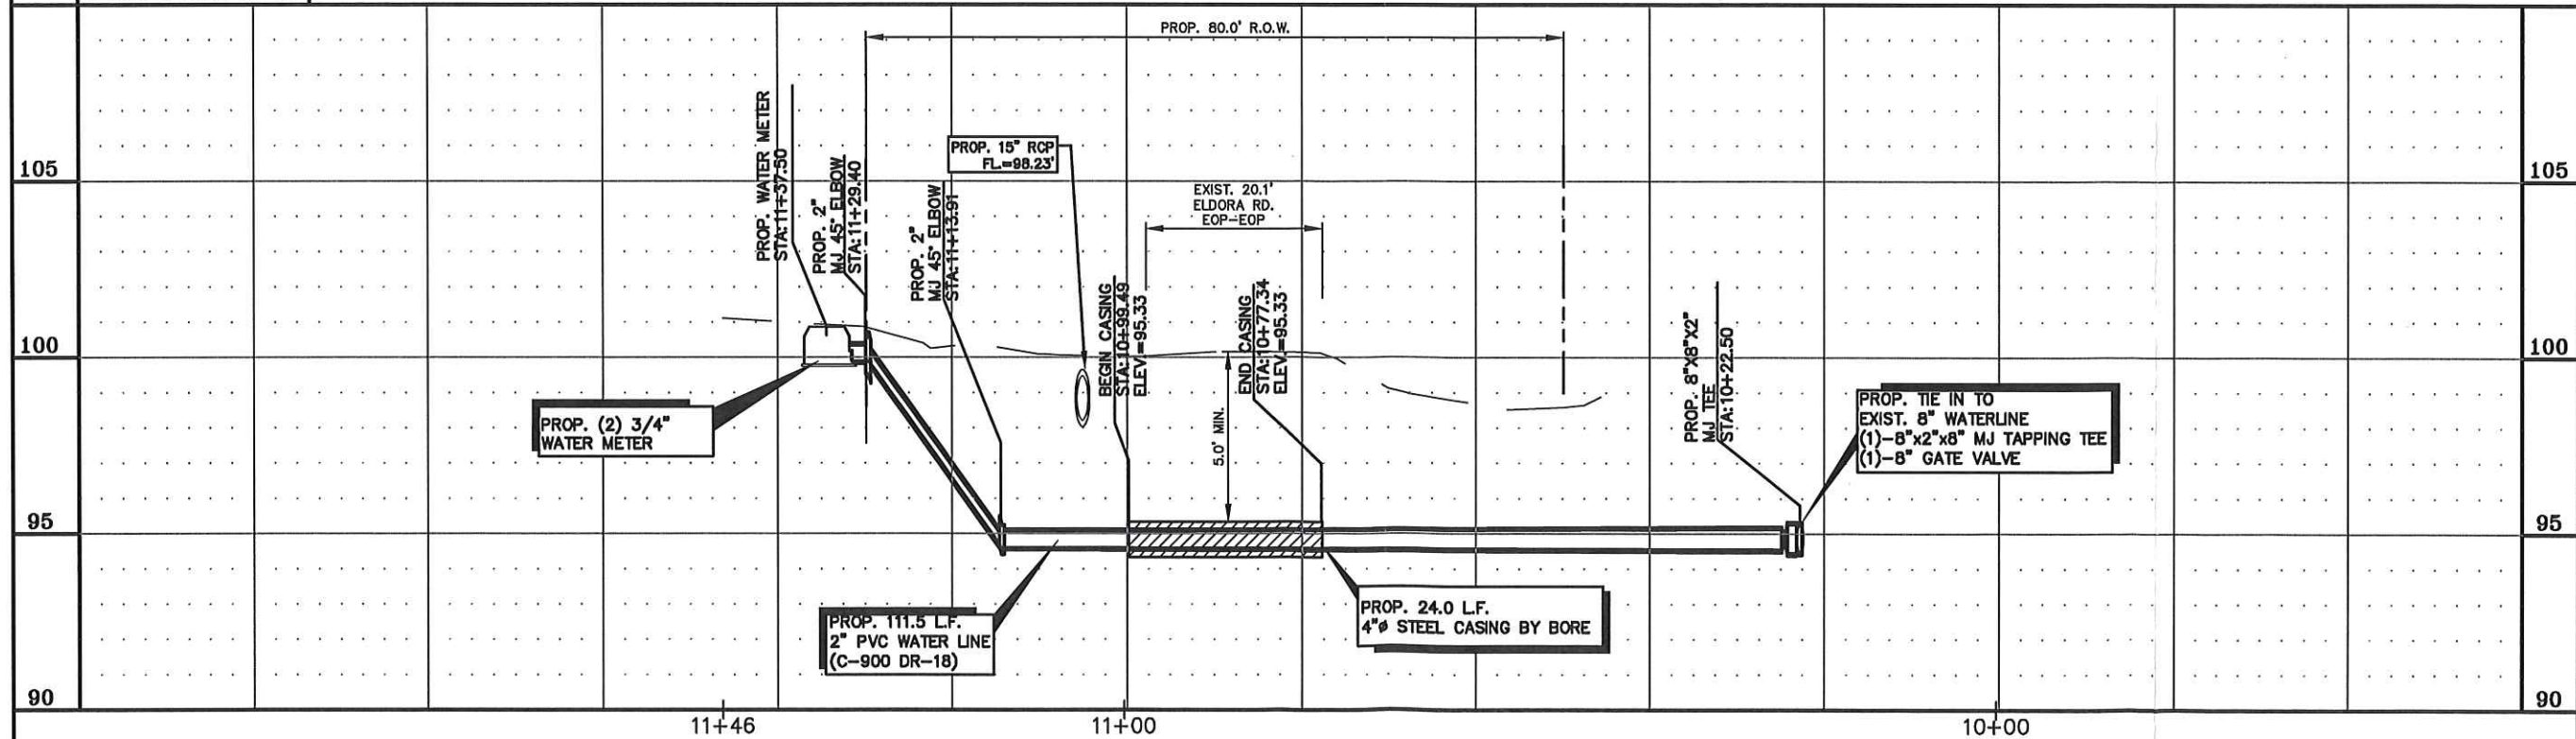 PROP. 80.0' R.O.W.
105
105
100
100
95
95
90
90
PROP. WATER METER
STA:11+37.50
PROP. 2"
MJ 45° ELBOW
STA:11+29.40
PROP. 2"
MJ 45° ELBOW
STA:11+13.91
PROP. 15" RCP
FL.=98.23'
BEGIN CASING
STA:10+99.49
ELEV.=95.33
EXIST. 20.1'
ELDORA RD.
EOP-EOP
5.0' MIN.
END CASING
STA:10+77.34
ELEV.=95.33
PROP. 8"X8"X2"
MJ TEE
STA:10+22.50
PROP. TIE IN TO
EXIST. 8" WATERLINE
(1)-8"x2"x8" MJ TAPPING TEE
(1)-8" GATE VALVE
PROP. (2) 3/4"
WATER METER
PROP. 111.5 L.F.
2" PVC WATER LINE
(C-900 DR-18)
PROP. 24.0 L.F.
4"ø STEEL CASING BY BORE
11+46
11+00
10+00